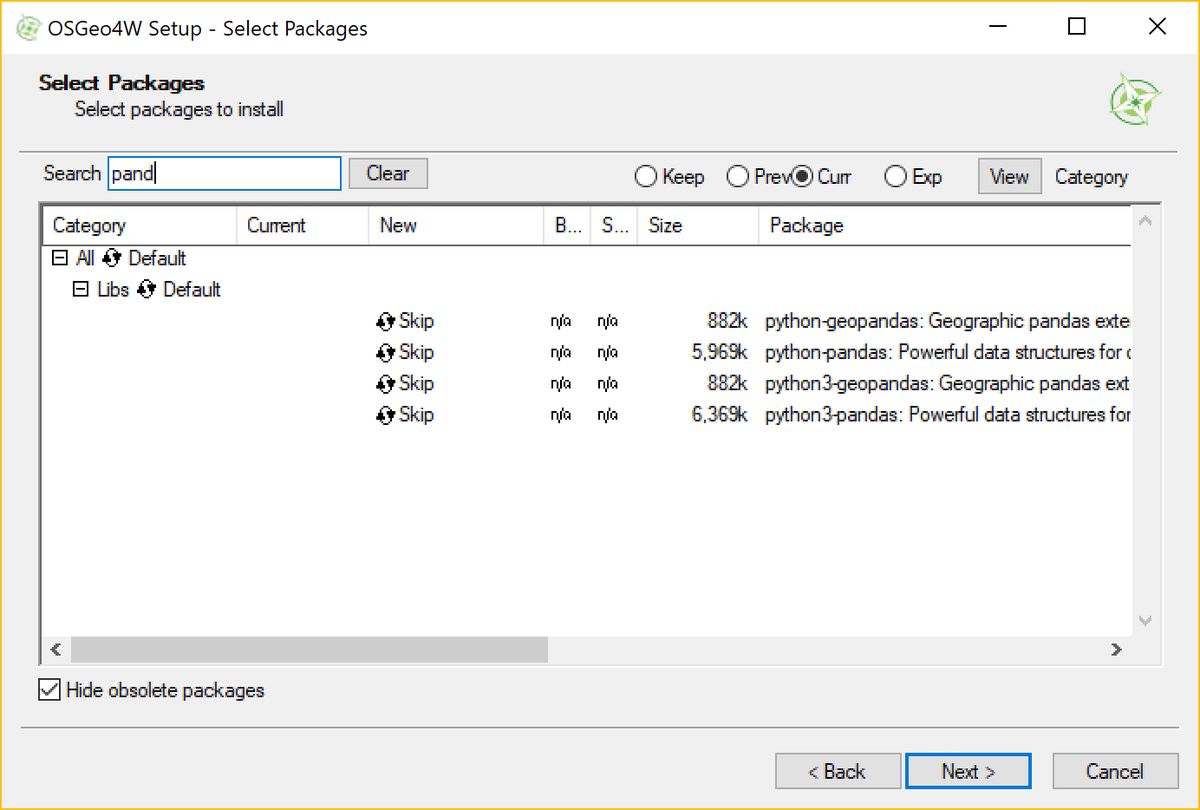 OSGeo4W Setup - Select Packages
Select Packages
Select packages to install
Search pand Clear Keep Prev Curr Exp View Category
Category Current New B... S... Size Package
All Default
Libs Default
Skip n/a n/a 882k python-geopandas: Geographic pandas exte
Skip n/a n/a 5,969k python-pandas: Powerful data structures for
Skip n/a n/a 882k python3-geopandas: Geographic pandas ext
Skip n/a n/a 6,369k python3-pandas: Powerful data structures for
Hide obsolete packages
< Back Next > Cancel